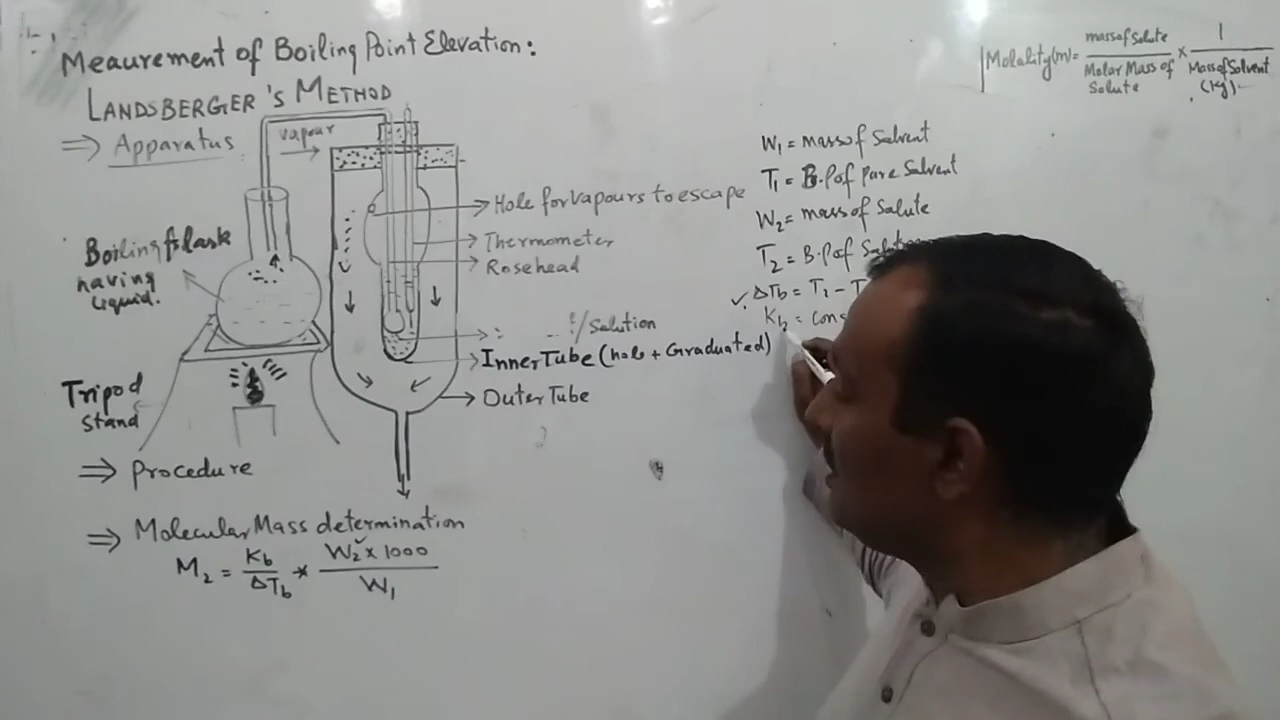 Meaurement of Boiling Point Elevation:
LANDSBERGER'S METHOD
⇒ Apparatus
vapour
Hole for vapours to escape
Thermometer
Rosehead
/Solution
Inner Tube (hole + Graduated)
Outer Tube
Boiling flask
having
liquid.
Tripod
Stand
⇒ Procedure
⇒ Molecular Mass determination
M₂ = Kb/ΔTb * W₂ × 1000/W₁
Molality(m) = mass of Solute/Molar Mass of Solute × 1/Mass of Solvent (kg)
W₁ = mass of Solvent
T₁ = B.P of Pure Solvent
W₂ = mass of Salute
T₂ = B.P of
✓. ΔTb = T₂ -
Kb =